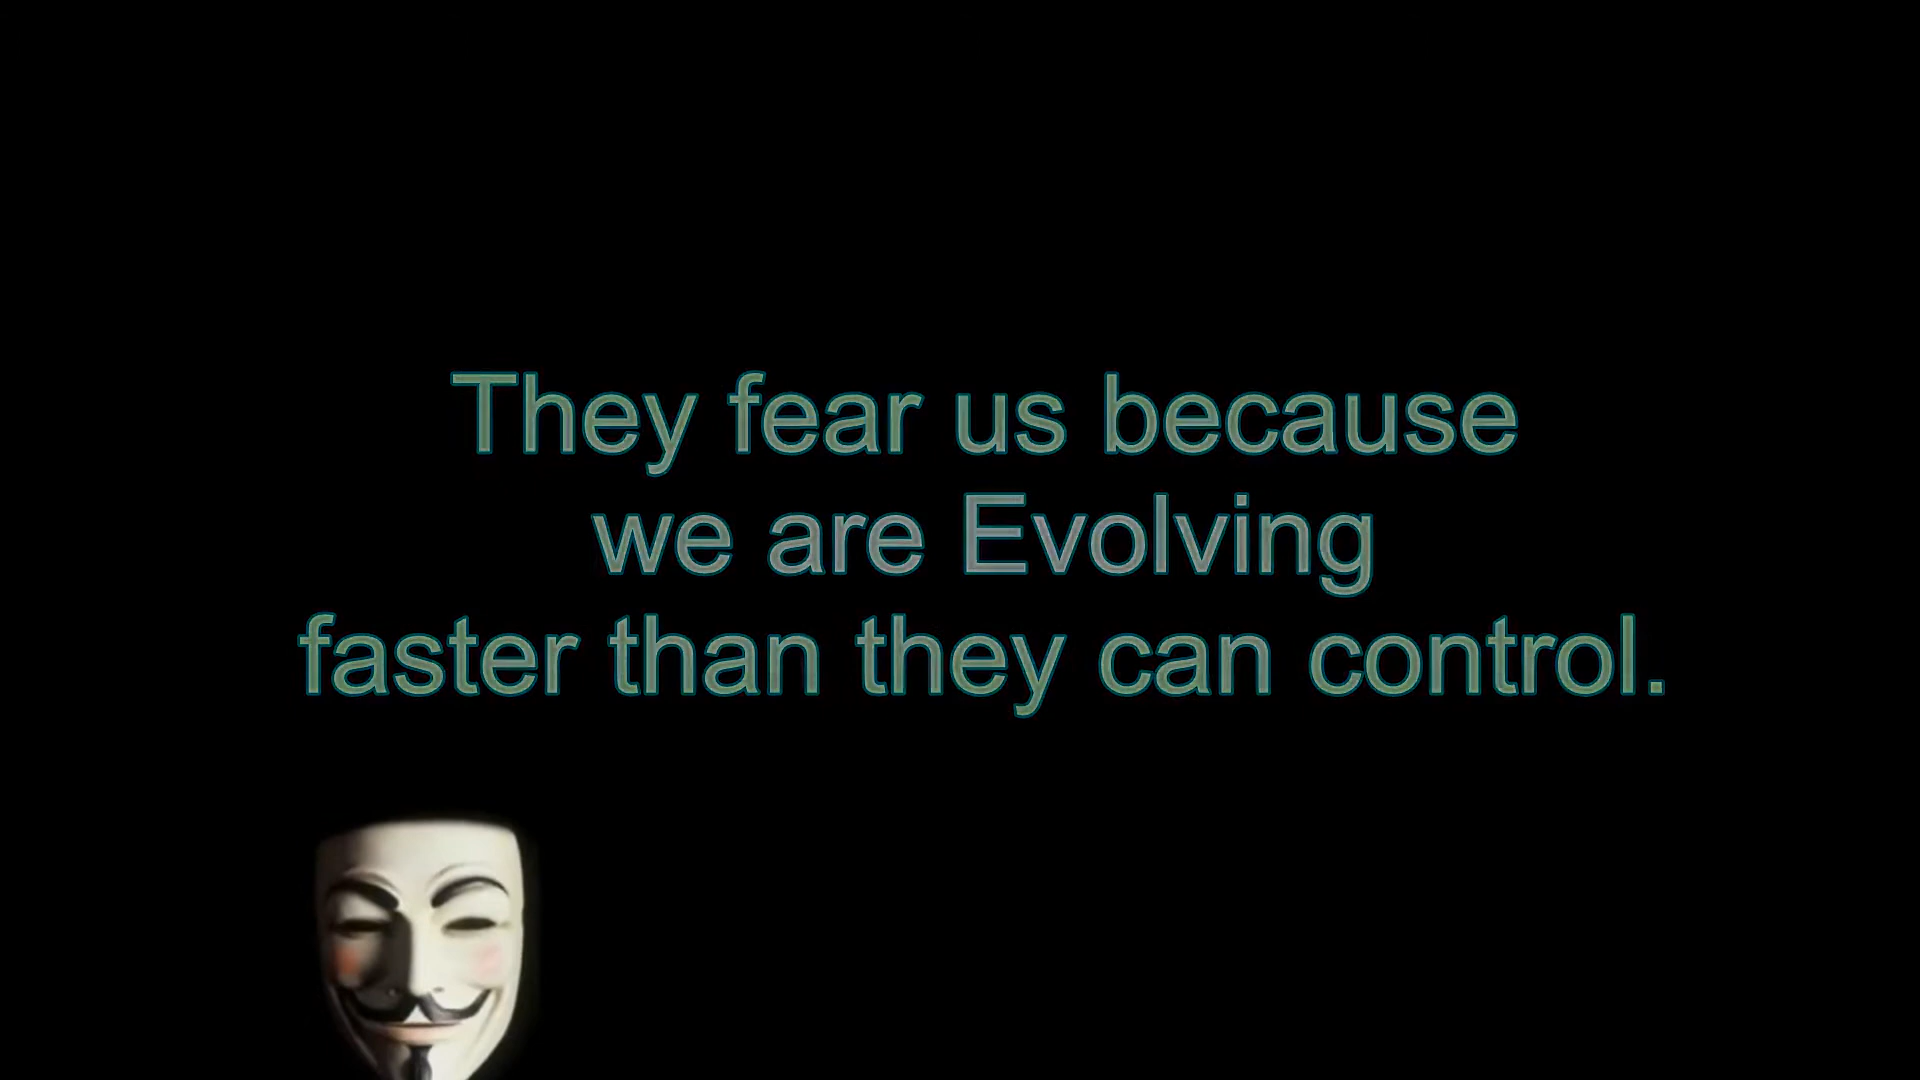 They fear us because
we are Evolving
faster than they can control.